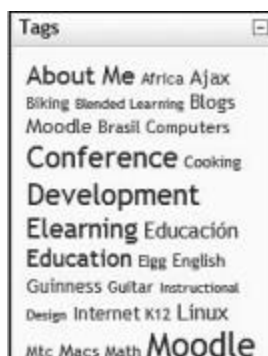 Tags
About Me Africa Ajax
Biking Blended Learning Blogs
Moodle Brasil Computers
Conference Cooking
Development
Elearning Educación
Education Elgg English
Guinness Guitar Instructional
Design Internet K12 Linux
Mtc Macs Math Moodle